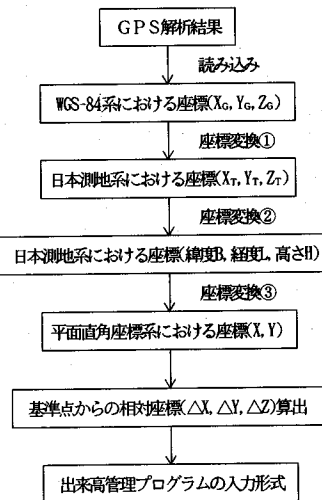 GPS解析結果
読み込み
WGS-84系における座標(XG, YG, ZG)
座標変換①
日本測地系における座標(XT, YT, ZT)
座標変換②
日本測地系における座標(緯度B, 経度L, 高さH)
座標変換③
平面直角座標系における座標(X, Y)
基準点からの相対座標(△X, △Y, △Z)算出
出来高管理プログラムの入力形式